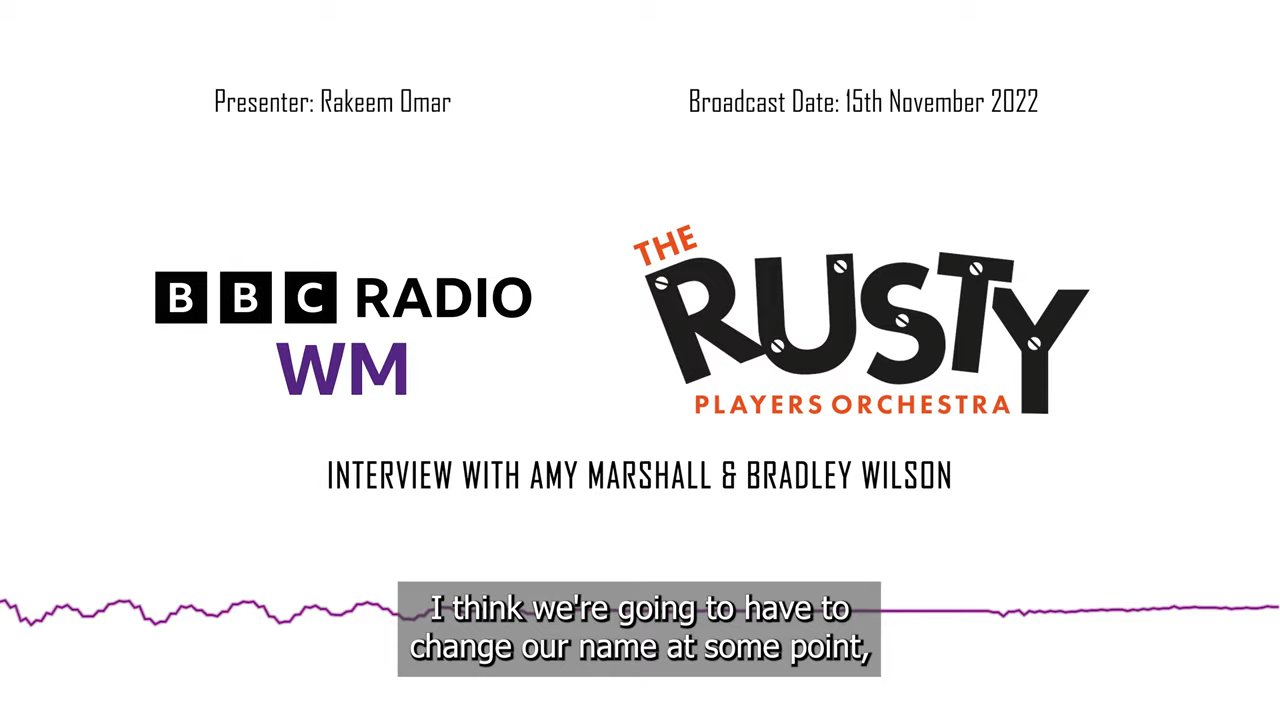 Presenter: Rakeem Omar
Broadcast Date: 15th November 2022
BBC RADIO
WM
THE
RUSTY
PLAYERS ORCHESTRA
INTERVIEW WITH AMY MARSHALL & BRADLEY WILSON
I think we're going to have to
change our name at some point,